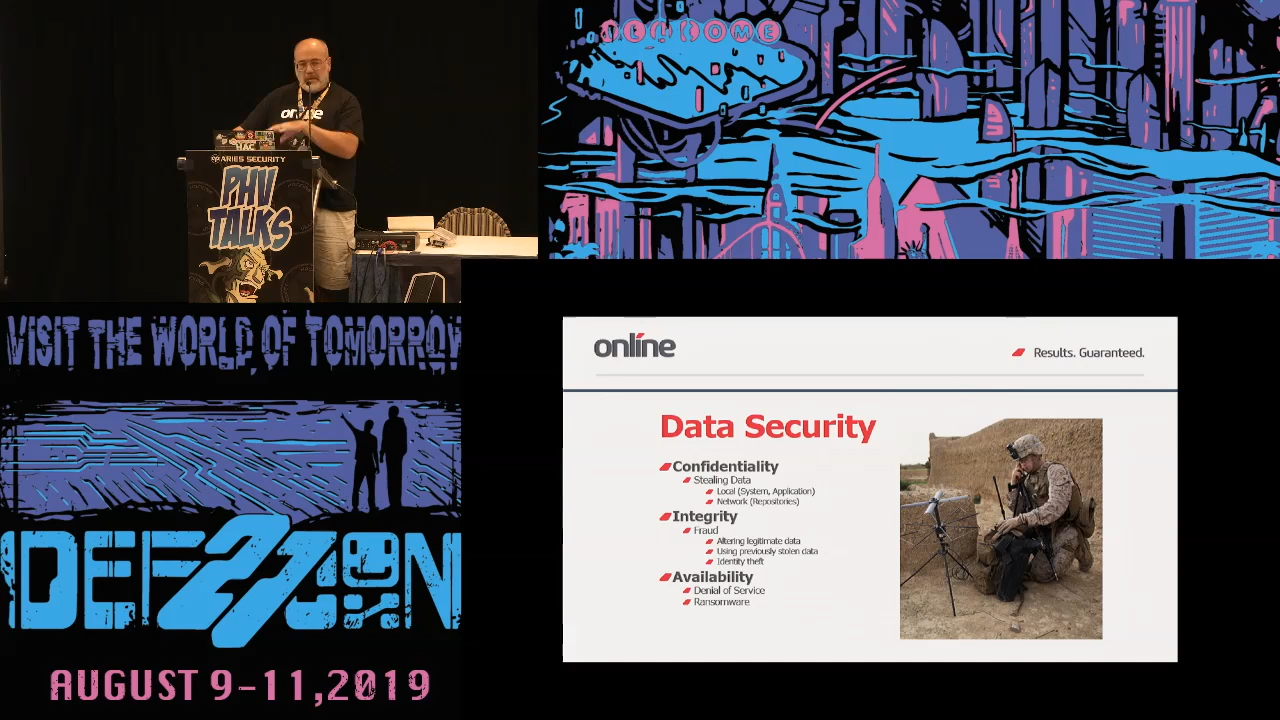 WELCOME
online
HAC
ARIES SECURITY
PHV
TALKS
VISIT THE WORLD OF TOMORROW
DEF 27 CON
AUGUST 9-11,2019
online
Results. Guaranteed.
Data Security
Confidentiality
Stealing Data
Local (System, Application)
Network (Repositories)
Integrity
Fraud
Altering legitimate data
Using previously stolen data
Identity theft
Availability
Denial of Service
Ransomware